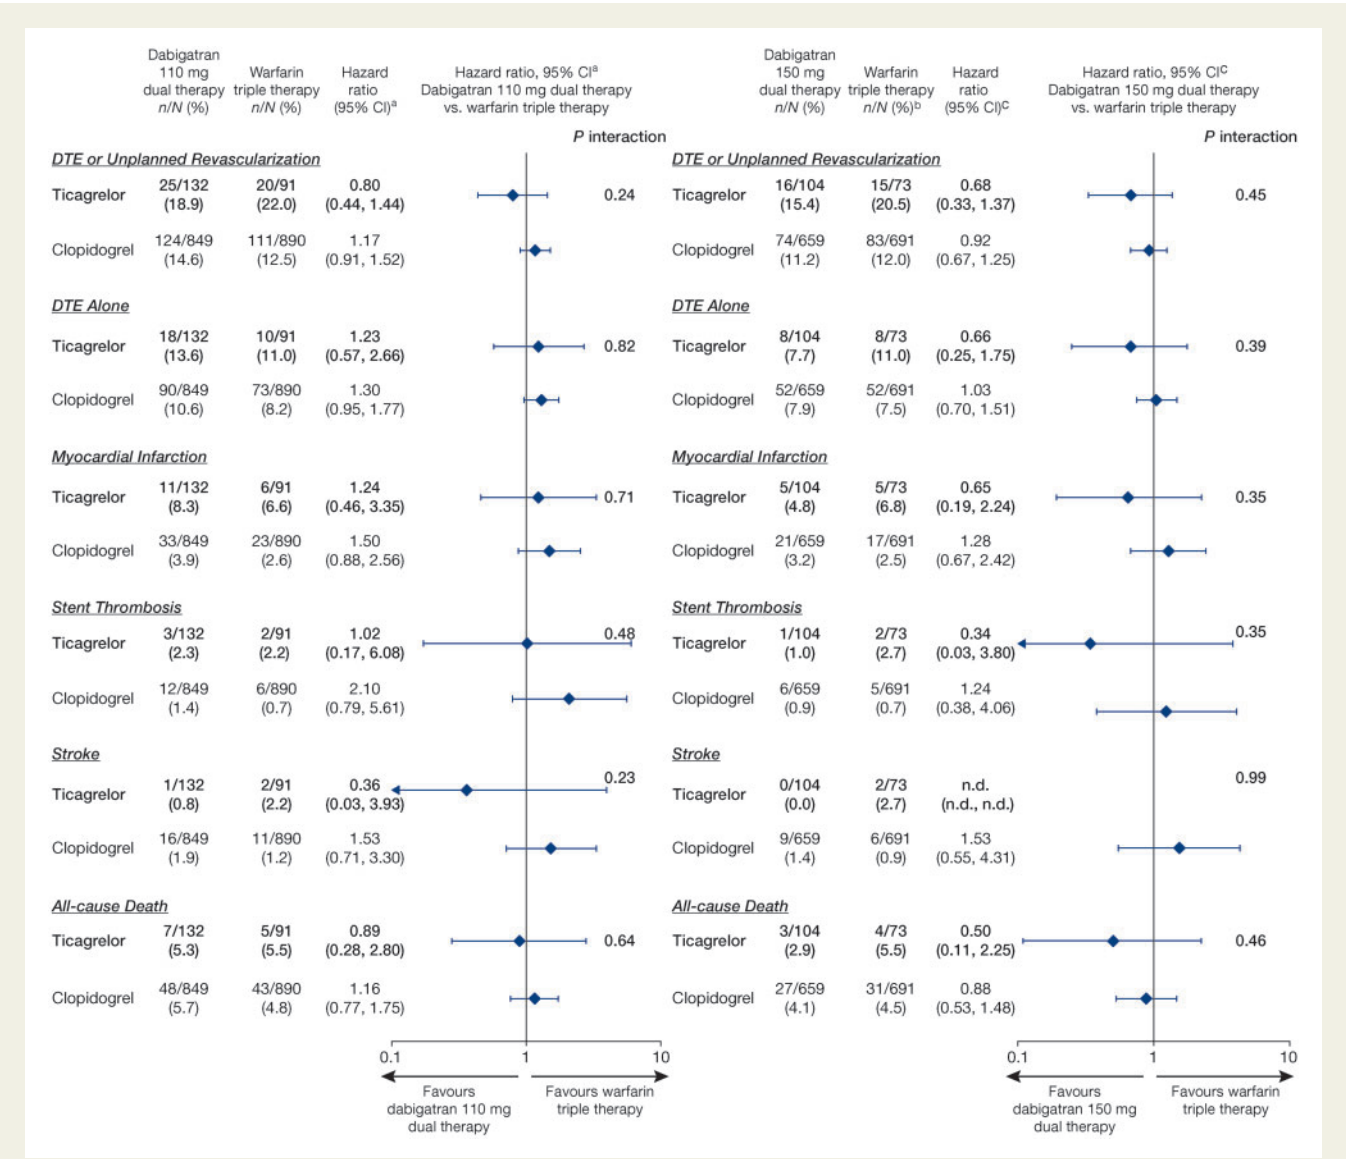 Dabigatran 110 mg dual therapy n/N (%) Warfarin triple therapy n/N (%) Hazard ratio (95% CI)a Hazard ratio, 95% CIa Dabigatran 110 mg dual therapy vs. warfarin triple therapy
P interaction
DTE or Unplanned Revascularization
Ticagrelor 25/132 20/91 0.80 0.24
(18.9) (22.0) (0.44, 1.44)
Clopidogrel 124/849 111/890 1.17
(14.6) (12.5) (0.91, 1.52)
DTE Alone
Ticagrelor 18/132 10/91 1.23 0.82
(13.6) (11.0) (0.57, 2.66)
Clopidogrel 90/849 73/890 1.30
(10.6) (8.2) (0.95, 1.77)
Myocardial Infarction
Ticagrelor 11/132 6/91 1.24 0.71
(8.3) (6.6) (0.46, 3.35)
Clopidogrel 33/849 23/890 1.50
(3.9) (2.6) (0.88, 2.56)
Stent Thrombosis
Ticagrelor 3/132 2/91 1.02 0.48
(2.3) (2.2) (0.17, 6.08)
Clopidogrel 12/849 6/890 2.10
(1.4) (0.7) (0.79, 5.61)
Stroke
Ticagrelor 1/132 2/91 0.36 0.23
(0.8) (2.2) (0.03, 3.93)
Clopidogrel 16/849 11/890 1.53
(1.9) (1.2) (0.71, 3.30)
All-cause Death
Ticagrelor 7/132 5/91 0.89 0.64
(5.3) (5.5) (0.28, 2.80)
Clopidogrel 48/849 43/890 1.16
(5.7) (4.8) (0.77, 1.75)
0.1 1 10
Favours dabigatran 110 mg dual therapy
Favours warfarin triple therapy
Dabigatran 150 mg dual therapy n/N (%) Warfarin triple therapy n/N (%)b Hazard ratio (95% CI)C Hazard ratio, 95% CIC Dabigatran 150 mg dual therapy vs. warfarin triple therapy
P interaction
DTE or Unplanned Revascularization
Ticagrelor 16/104 15/73 0.68 0.45
(15.4) (20.5) (0.33, 1.37)
Clopidogrel 74/659 83/691 0.92
(11.2) (12.0) (0.67, 1.25)
DTE Alone
Ticagrelor 8/104 8/73 0.66 0.39
(7.7) (11.0) (0.25, 1.75)
Clopidogrel 52/659 52/691 1.03
(7.9) (7.5) (0.70, 1.51)
Myocardial Infarction
Ticagrelor 5/104 5/73 0.65 0.35
(4.8) (6.8) (0.19, 2.24)
Clopidogrel 21/659 17/691 1.28
(3.2) (2.5) (0.67, 2.42)
Stent Thrombosis
Ticagrelor 1/104 2/73 0.34 0.35
(1.0) (2.7) (0.03, 3.80)
Clopidogrel 6/659 5/691 1.24
(0.9) (0.7) (0.38, 4.06)
Stroke
Ticagrelor 0/104 2/73 n.d. 0.99
(0.0) (2.7) (n.d., n.d.)
Clopidogrel 9/659 6/691 1.53
(1.4) (0.9) (0.55, 4.31)
All-cause Death
Ticagrelor 3/104 4/73 0.50 0.46
(2.9) (5.5) (0.11, 2.25)
Clopidogrel 27/659 31/691 0.88
(4.1) (4.5) (0.53, 1.48)
0.1 1 10
Favours dabigatran 150 mg dual therapy
Favours warfarin triple therapy